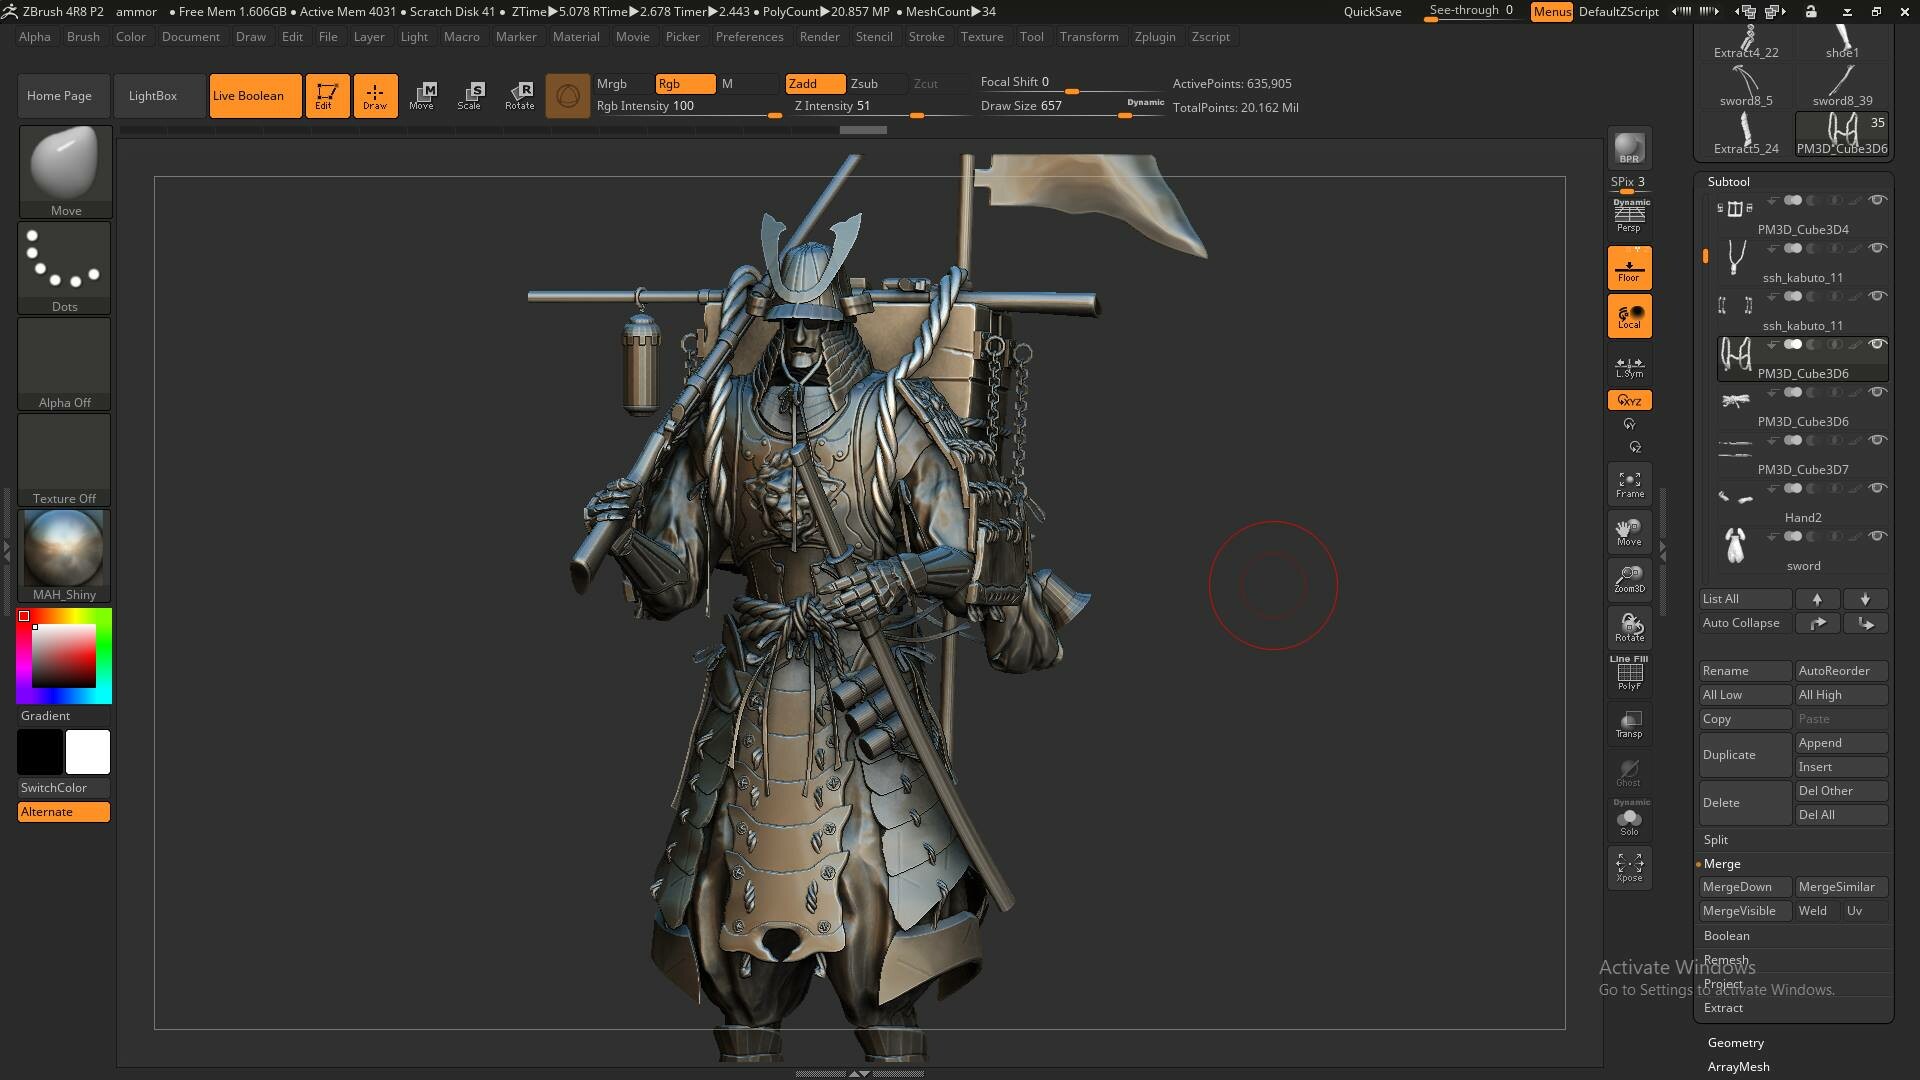 ZBrush 4R8 P2 ammor • Free Mem 1.606GB • Active Mem 4031 • Scratch Disk 41 • ZTime▶5.078 RTime▶2.678 Timer▶2.443 • PolyCount▶20.857 MP • MeshCount▶34 QuickSave See-through 0 Menus DefaultZScript
Alpha Brush Color Document Draw Edit File Layer Light Macro Marker Material Movie Picker Preferences Render Stencil Stroke Texture Tool Transform Zplugin Zscript
Home Page LightBox Live Boolean Edit Draw Move Scale Rotate
M S R
Mrgb Rgb M Zadd Zsub Zcut Focal Shift 0 ActivePoints: 635,905
Rgb Intensity 100 Z Intensity 51 Draw Size 657 Dynamic TotalPoints: 20.162 Mil
Move
Dots
Alpha Off
Texture Off
MAH_Shiny
Gradient
SwitchColor
Alternate
BPR
SPix 3
Dynamic
Persp
Floor
Local
L.Sym
XYZ
Y
Z
Frame
Move
Zoom3D
Rotate
Line Fill
PolyF
Transp
Ghost
Dynamic
Solo
Xpose
Extract4_22 shoe1
sword8_5 sword8_39
35
Extract5_24 PM3D_Cube3D6
Subtool
PM3D_Cube3D4
ssh_kabuto_11
ssh_kabuto_11
PM3D_Cube3D6
PM3D_Cube3D6
PM3D_Cube3D7
Hand2
sword
List All
Auto Collapse
Rename AutoReorder
All Low All High
Copy Paste
Duplicate Append
Insert
Delete Del Other
Del All
Split
Merge
MergeDown MergeSimilar
MergeVisible Weld Uv
Boolean
Remesh
Project
Extract
Geometry
ArrayMesh
Activate Windows
Go to Settings to activate Windows.